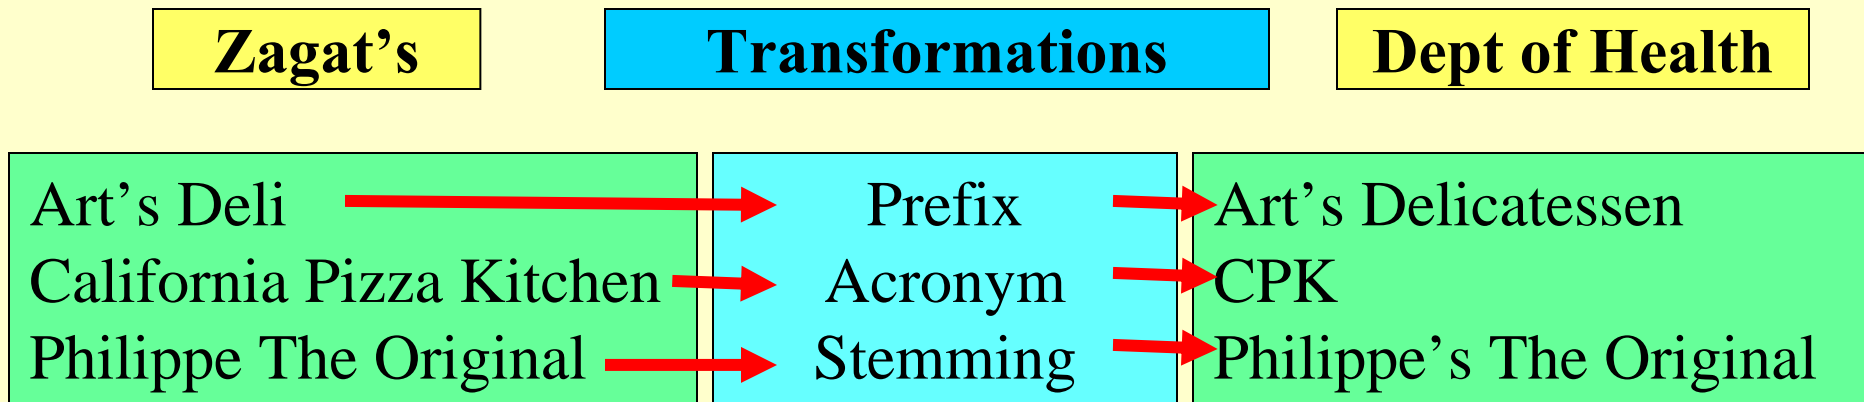 Zagat’s Transformations Dept of Health
Art’s Deli Prefix Art’s Delicatessen
California Pizza Kitchen Acronym CPK
Philippe The Original Stemming Philippe’s The Original